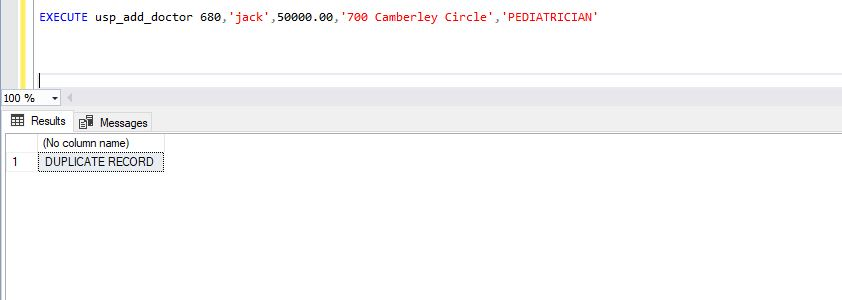 EXECUTE usp_add_doctor 680,'jack',50000.00,'700 Camberley Circle','PEDIATRICIAN'
100 %
Results Messages
(No column name)
1 DUPLICATE RECORD